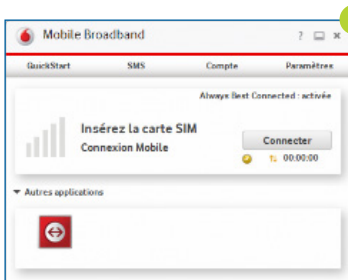 Mobile Broadband ?
QuickStart SMS Compte Paramètres
Always Best Connected : activée
Insérez la carte SIM
Connexion Mobile
Connecter
00:00:00
Autres applications